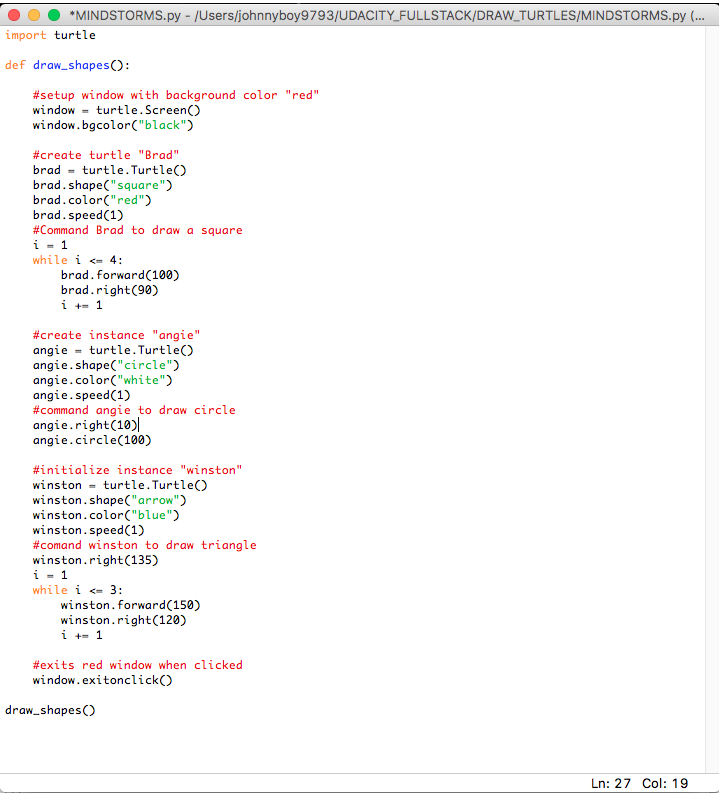 *MINDSTORMS.py - /Users/johnnyboy9793/UDACITY_FULLSTACK/DRAW_TURTLES/MINDSTORMS.py (...
import turtle

def draw_shapes():

    #setup window with background color "red"
    window = turtle.Screen()
    window.bgcolor("black")

    #create turtle "Brad"
    brad = turtle.Turtle()
    brad.shape("square")
    brad.color("red")
    brad.speed(1)
    #Command Brad to draw a square
    i = 1
    while i <= 4:
        brad.forward(100)
        brad.right(90)
        i += 1

    #create instance "angie"
    angie = turtle.Turtle()
    angie.shape("circle")
    angie.color("white")
    angie.speed(1)
    #command angie to draw circle
    angie.right(10)
    angie.circle(100)

    #initialize instance "winston"
    winston = turtle.Turtle()
    winston.shape("arrow")
    winston.color("blue")
    winston.speed(1)
    #comand winston to draw triangle
    winston.right(135)
    i = 1
    while i <= 3:
        winston.forward(150)
        winston.right(120)
        i += 1

    #exits red window when clicked
    window.exitonclick()

draw_shapes()
Ln: 27 Col: 19